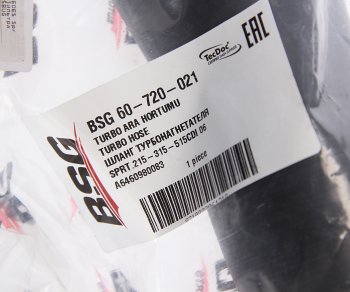 BSG 60-720-021
TURBO ARA HORTUMU
TURBO HOSE
ШЛАНГ ТУРБОНАГНЕТАТЕЛЯ
SPRT.215-315-515CDI 06
A6460980083
1 piece
BSG
TecDoc
EAC